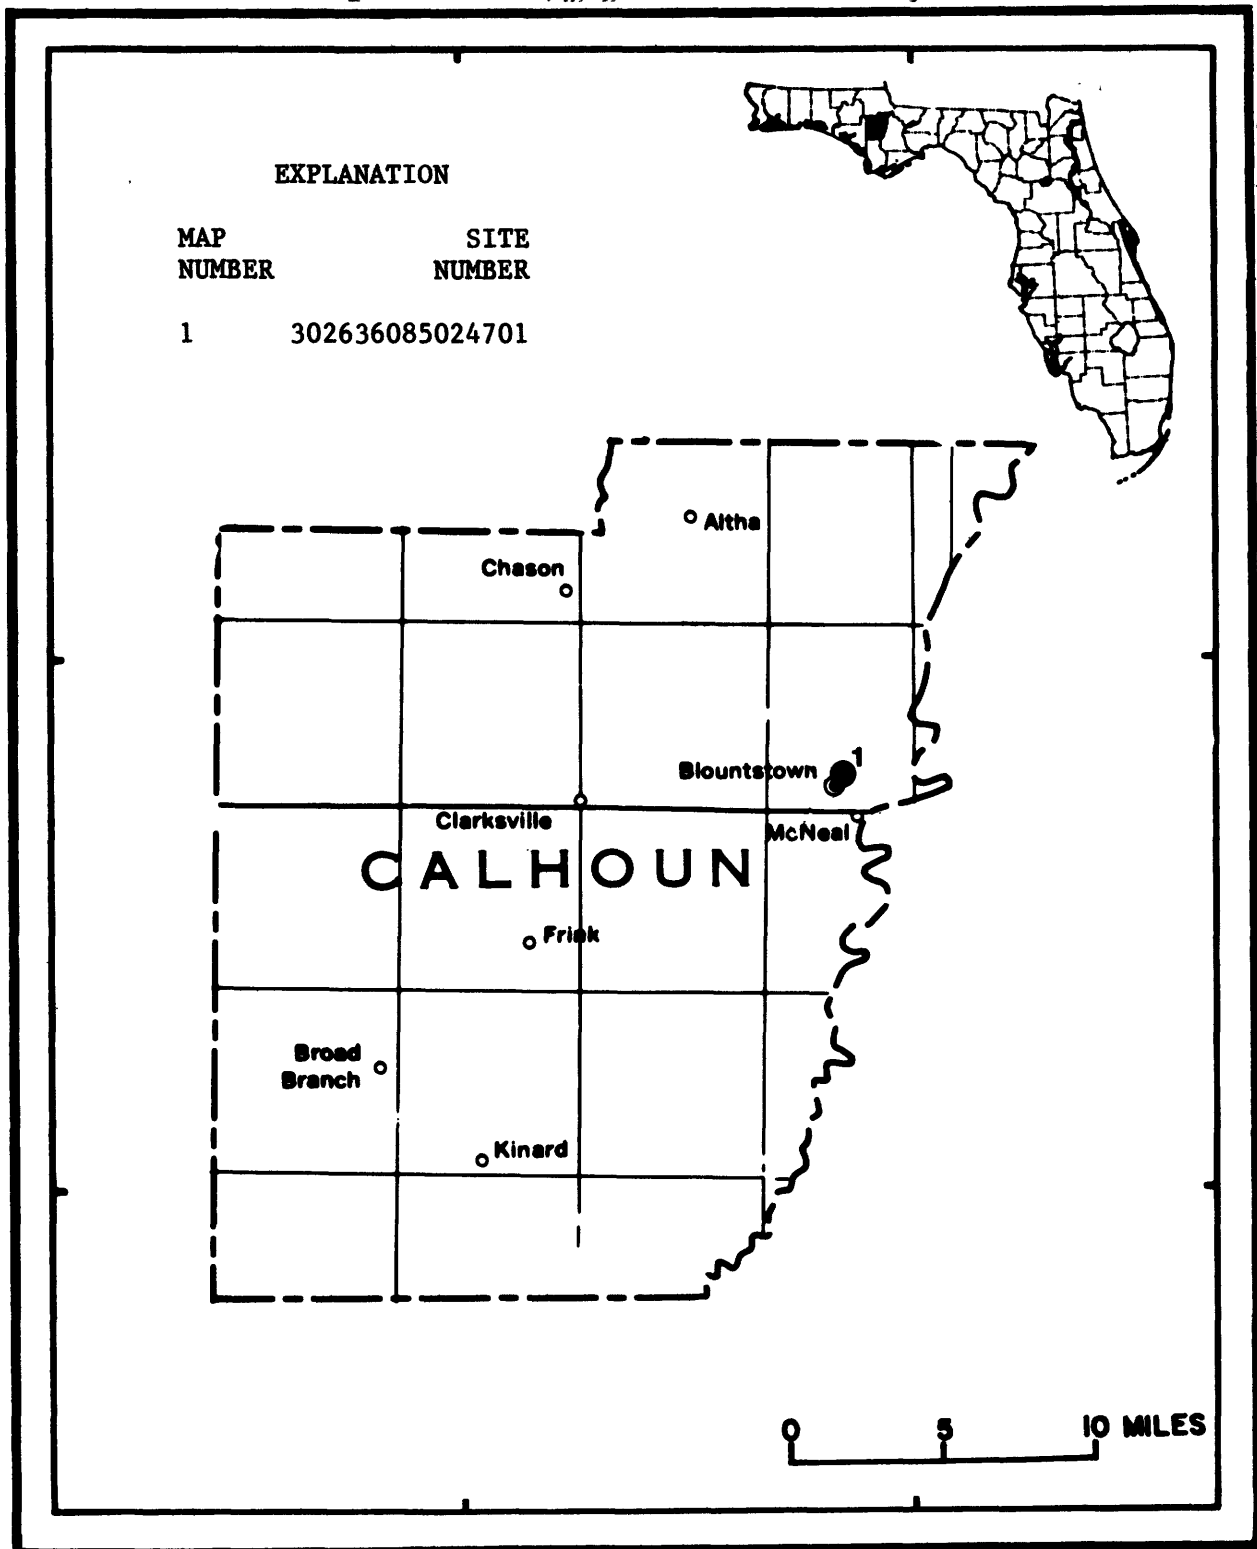 EXPLANATION
MAP SITE
NUMBER NUMBER
1 302636085024701
Altha
Chason
1
Blountstown
Clarksville
McNeal
CALHOUN
Frink
Broad
Branch
Kinard
0 5 10 MILES